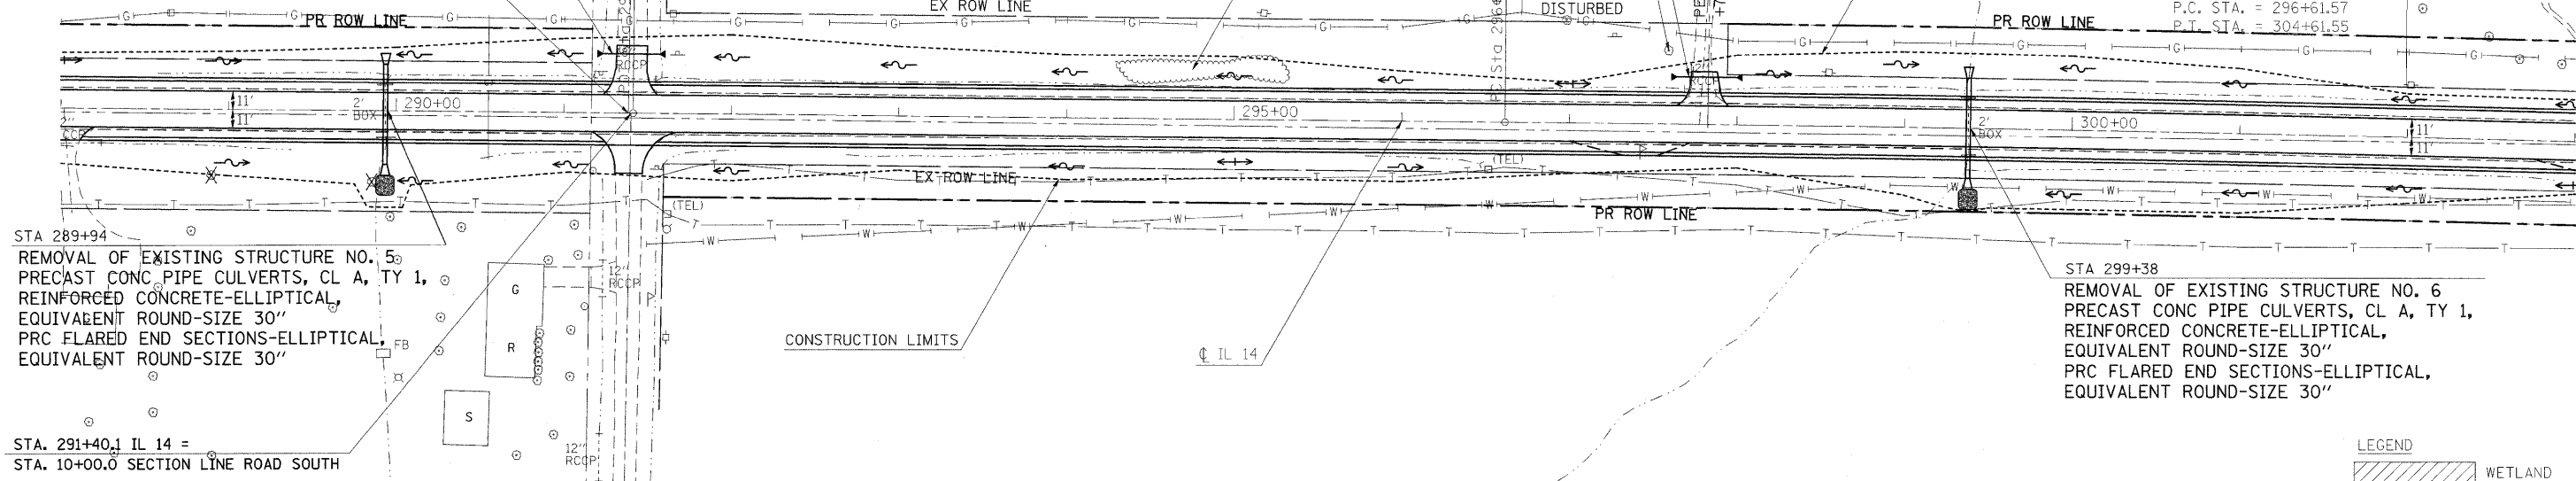 PR ROW LINE
EX ROW LINE
DISTURBED
PR ROW LINE
P.C. STA. = 296+61.57
P.T. STA. = 304+61.55
RCCP
11'
11'
2'
BOX
290+00
295+00
2'
BOX
300+00
11'
11'
EX ROW LINE
(TEL)
(TEL)
PR ROW LINE
STA 289+94
REMOVAL OF EXISTING STRUCTURE NO. 5
PRECAST CONC PIPE CULVERTS, CL A, TY 1,
REINFORCED CONCRETE-ELLIPTICAL,
EQUIVALENT ROUND-SIZE 30"
PRC FLARED END SECTIONS-ELLIPTICAL,
EQUIVALENT ROUND-SIZE 30"
FB
G
R
S
12"
RCCP
CONSTRUCTION LIMITS
℄ IL 14
STA 299+38
REMOVAL OF EXISTING STRUCTURE NO. 6
PRECAST CONC PIPE CULVERTS, CL A, TY 1,
REINFORCED CONCRETE-ELLIPTICAL,
EQUIVALENT ROUND-SIZE 30"
PRC FLARED END SECTIONS-ELLIPTICAL,
EQUIVALENT ROUND-SIZE 30"
STA. 291+40.1 IL 14 =
STA. 10+00.0 SECTION LINE ROAD SOUTH
12"
RCCP
LEGEND
WETLAND